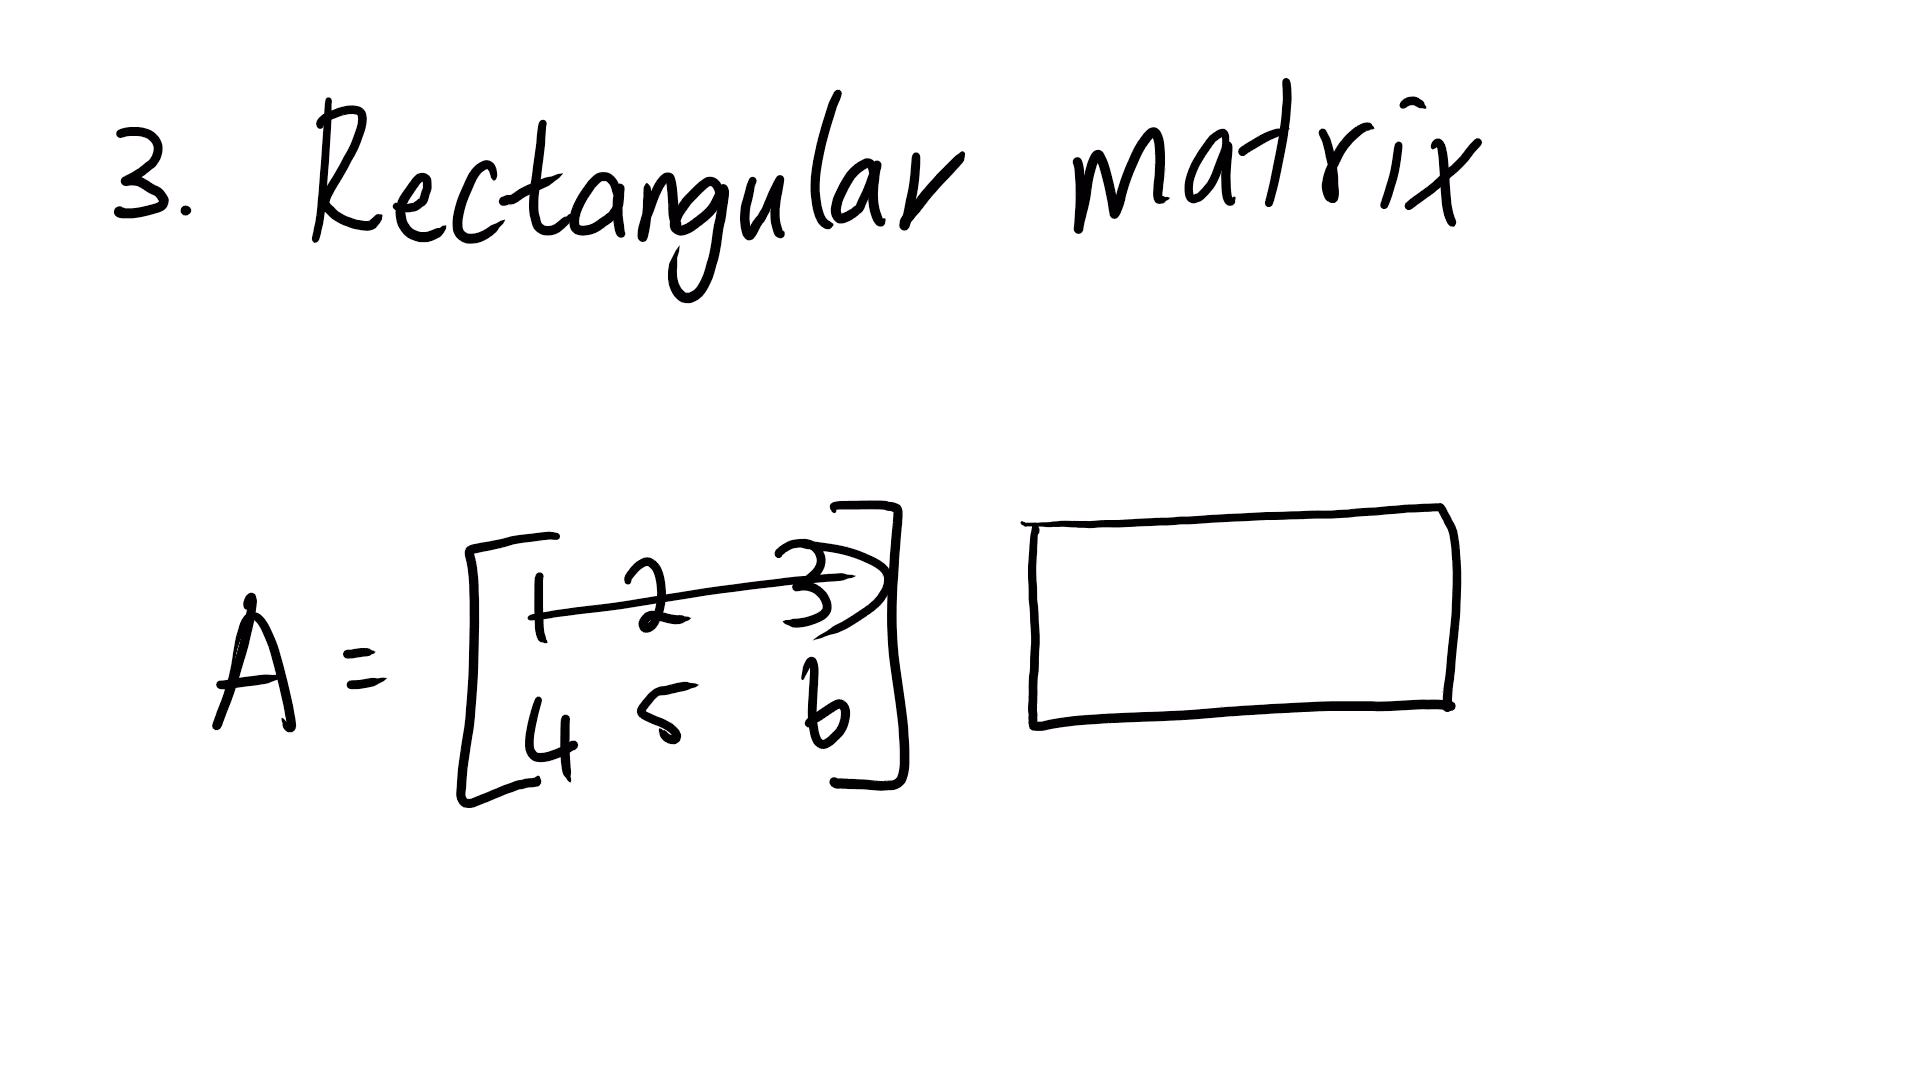 3. Rectangular matrix
A = [1 2 3
4 5 6]